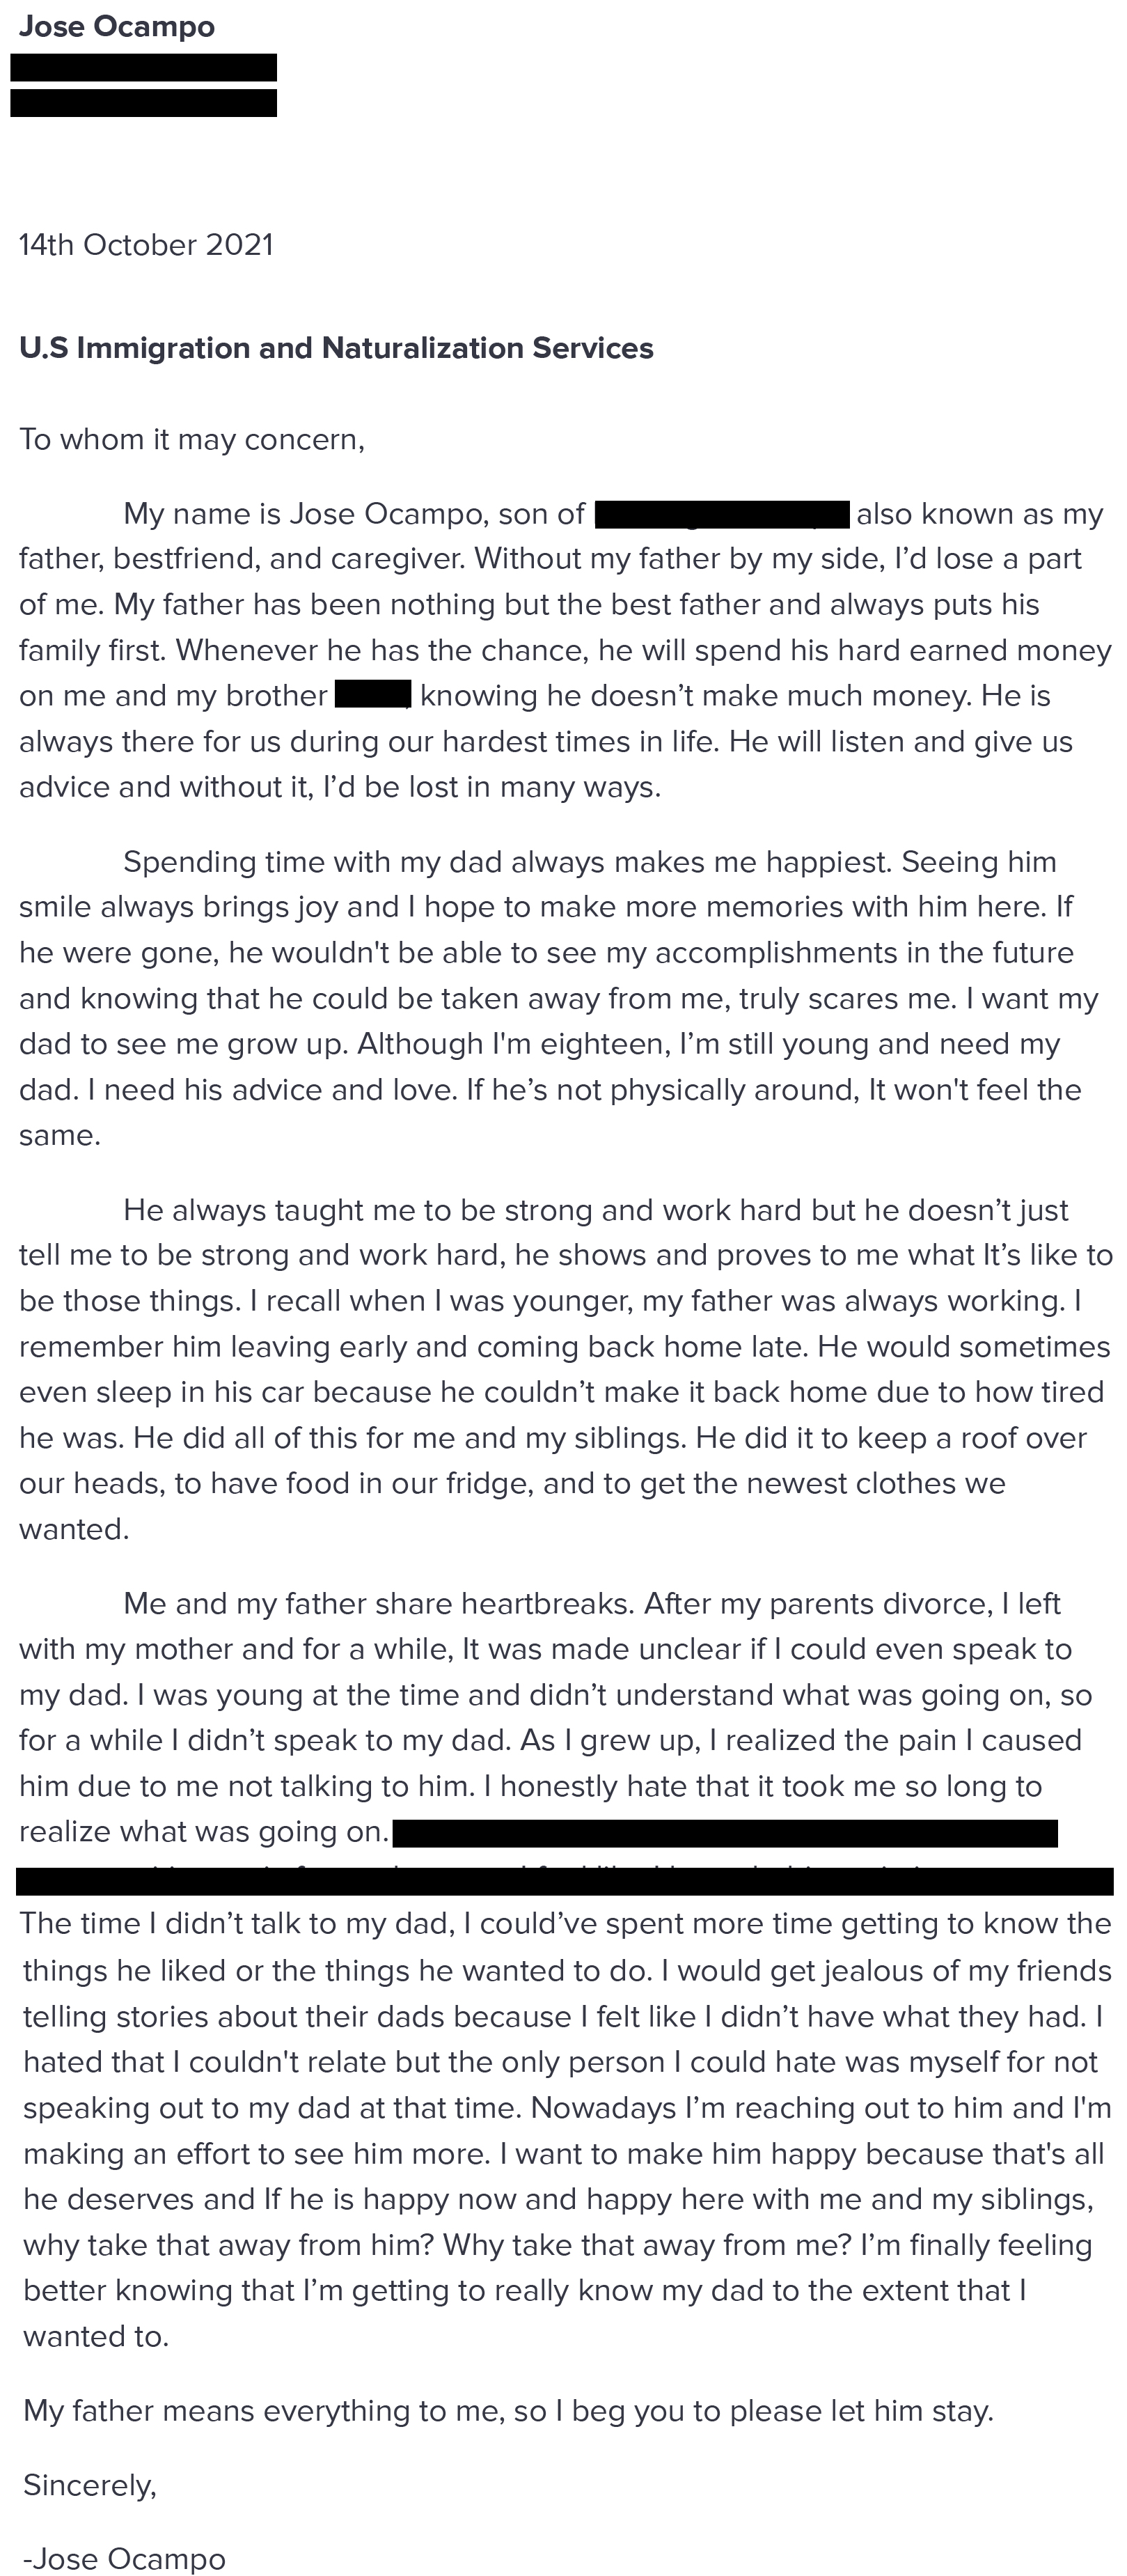 Jose Ocampo
14th October 2021
U.S Immigration and Naturalization Services
To whom it may concern,
My name is Jose Ocampo, son of also known as my
father, bestfriend, and caregiver. Without my father by my side, I’d lose a part
of me. My father has been nothing but the best father and always puts his
family first. Whenever he has the chance, he will spend his hard earned money
on me and my brother knowing he doesn’t make much money. He is
always there for us during our hardest times in life. He will listen and give us
advice and without it, I’d be lost in many ways.
Spending time with my dad always makes me happiest. Seeing him
smile always brings joy and I hope to make more memories with him here. If
he were gone, he wouldn't be able to see my accomplishments in the future
and knowing that he could be taken away from me, truly scares me. I want my
dad to see me grow up. Although I'm eighteen, I’m still young and need my
dad. I need his advice and love. If he’s not physically around, It won't feel the
same.
He always taught me to be strong and work hard but he doesn’t just
tell me to be strong and work hard, he shows and proves to me what It’s like to
be those things. I recall when I was younger, my father was always working. I
remember him leaving early and coming back home late. He would sometimes
even sleep in his car because he couldn’t make it back home due to how tired
he was. He did all of this for me and my siblings. He did it to keep a roof over
our heads, to have food in our fridge, and to get the newest clothes we
wanted.
Me and my father share heartbreaks. After my parents divorce, I left
with my mother and for a while, It was made unclear if I could even speak to
my dad. I was young at the time and didn’t understand what was going on, so
for a while I didn’t speak to my dad. As I grew up, I realized the pain I caused
him due to me not talking to him. I honestly hate that it took me so long to
realize what was going on.
The time I didn’t talk to my dad, I could’ve spent more time getting to know the
things he liked or the things he wanted to do. I would get jealous of my friends
telling stories about their dads because I felt like I didn’t have what they had. I
hated that I couldn't relate but the only person I could hate was myself for not
speaking out to my dad at that time. Nowadays I’m reaching out to him and I'm
making an effort to see him more. I want to make him happy because that's all
he deserves and If he is happy now and happy here with me and my siblings,
why take that away from him? Why take that away from me? I’m finally feeling
better knowing that I’m getting to really know my dad to the extent that I
wanted to.
My father means everything to me, so I beg you to please let him stay.
Sincerely,
-Jose Ocampo